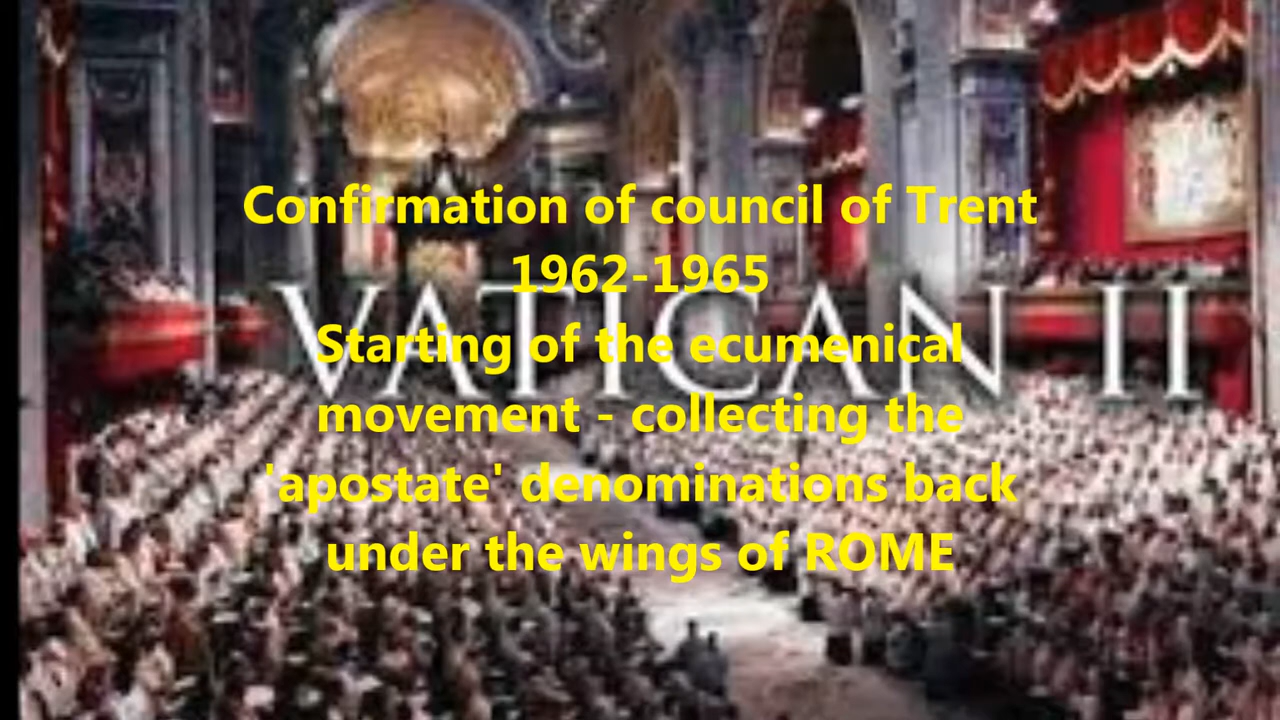 Confirmation of council of Trent
1962-1965
VATICAN II
Starting of the ecumenical
movement - collecting the
'apostate' denominations back
under the wings of ROME